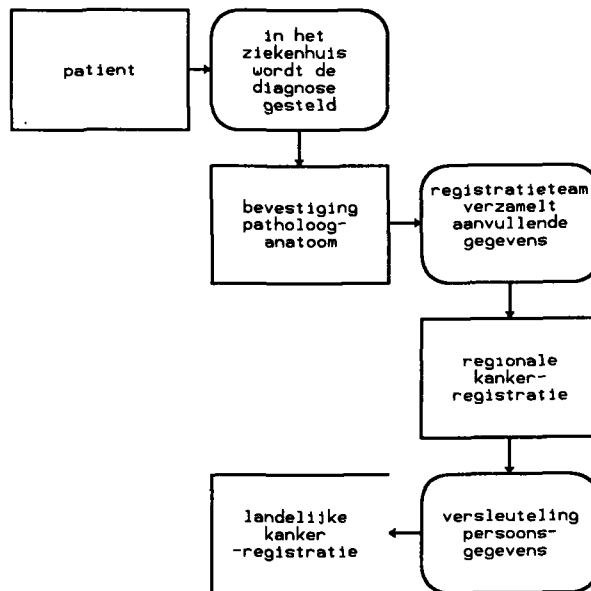 patient
in het
ziekenhuis
wordt de
diagnose
gesteld
bevestiging
patholoog-
anatoom
registratieteam
verzamelt
aanvullende
gegevens
regionale
kanker-
registratie
versleuteling
persoons-
gegevens
landelijke
kanker
-registratie